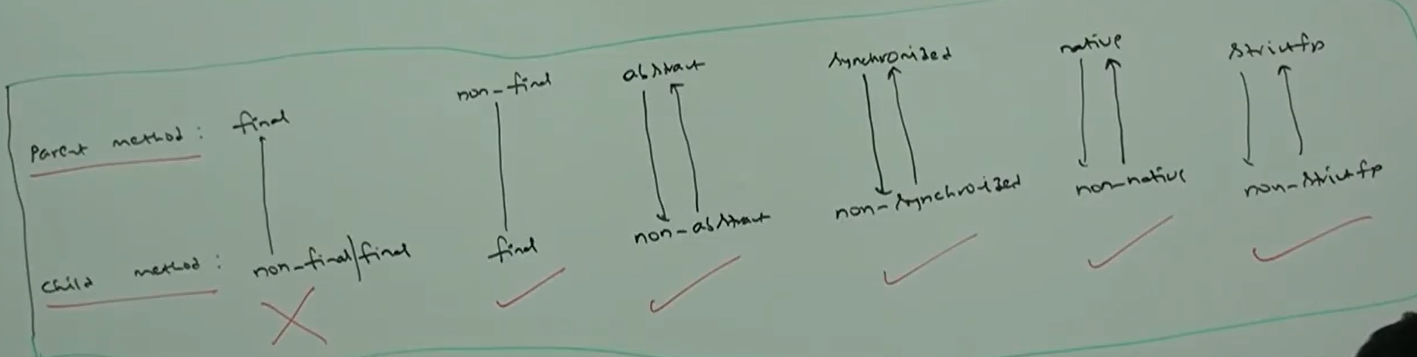 Parent method : final non-final abstract synchronized native strictfp
child method : non-final/final final non-abstract non-synchronized non-native non-strictfp